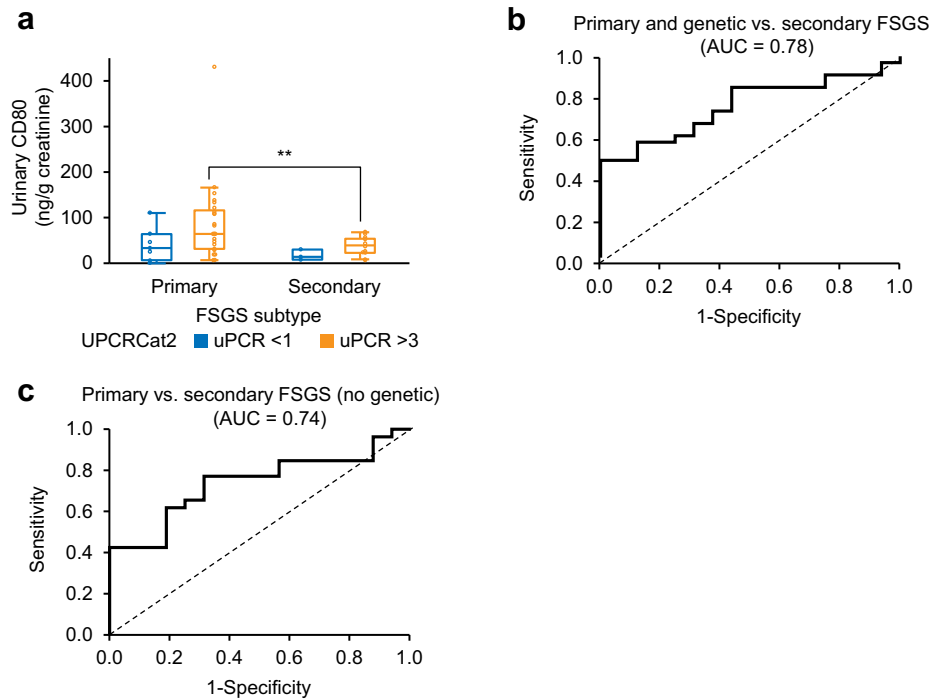 a
Urinary CD80
(ng/g creatinine)
400
300
200
100
0
**
Primary
Secondary
FSGS subtype
UPCRCat2
uPCR <1
uPCR >3
b
Primary and genetic vs. secondary FSGS
(AUC = 0.78)
Sensitivity
1.0
0.8
0.6
0.4
0.2
0.0
0.0 0.2 0.4 0.6 0.8 1.0
1-Specificity
c
Primary vs. secondary FSGS (no genetic)
(AUC = 0.74)
Sensitivity
1.0
0.8
0.6
0.4
0.2
0.0
0.0 0.2 0.4 0.6 0.8 1.0
1-Specificity